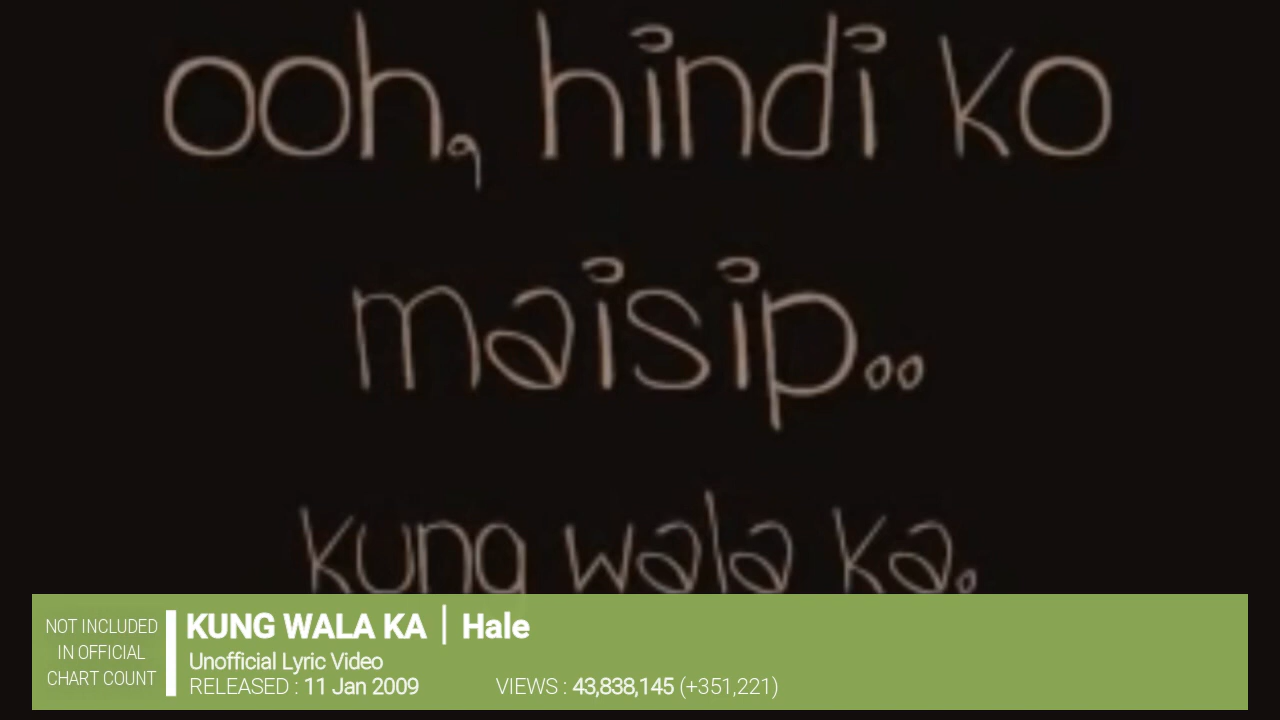 ooh, hindi ko
maisip..
kung wala ka.
NOT INCLUDED
IN OFFICIAL
CHART COUNT
KUNG WALA KA | Hale
Unofficial Lyric Video
RELEASED : 11 Jan 2009 VIEWS : 43,838,145 (+351,221)